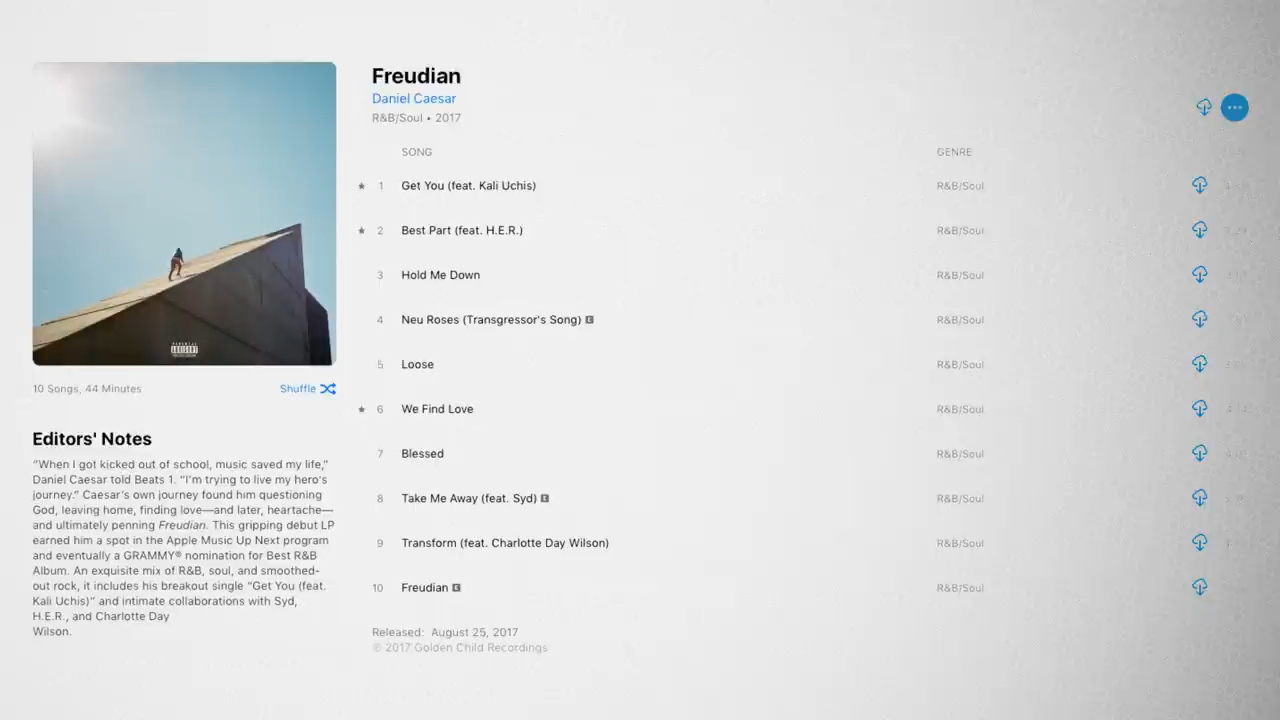 Freudian
Daniel Caesar
R&B/Soul • 2017
SONG GENRE
★ 1 Get You (feat. Kali Uchis) R&B/Soul
★ 2 Best Part (feat. H.E.R.) R&B/Soul
3 Hold Me Down R&B/Soul
4 Neu Roses (Transgressor's Song) E R&B/Soul
5 Loose R&B/Soul
★ 6 We Find Love R&B/Soul
7 Blessed R&B/Soul
8 Take Me Away (feat. Syd) E R&B/Soul
9 Transform (feat. Charlotte Day Wilson) R&B/Soul
10 Freudian E R&B/Soul
Released: August 25, 2017
© 2017 Golden Child Recordings
10 Songs, 44 Minutes
Shuffle
Editors' Notes
“When I got kicked out of school, music saved my life,”
Daniel Caesar told Beats 1. “I'm trying to live my hero's
journey.” Caesar's own journey found him questioning
God, leaving home, finding love—and later, heartache—
and ultimately penning Freudian. This gripping debut LP
earned him a spot in the Apple Music Up Next program
and eventually a GRAMMY® nomination for Best R&B
Album. An exquisite mix of R&B, soul, and smoothed-
out rock, it includes his breakout single “Get You (feat.
Kali Uchis)” and intimate collaborations with Syd,
H.E.R., and Charlotte Day
Wilson.